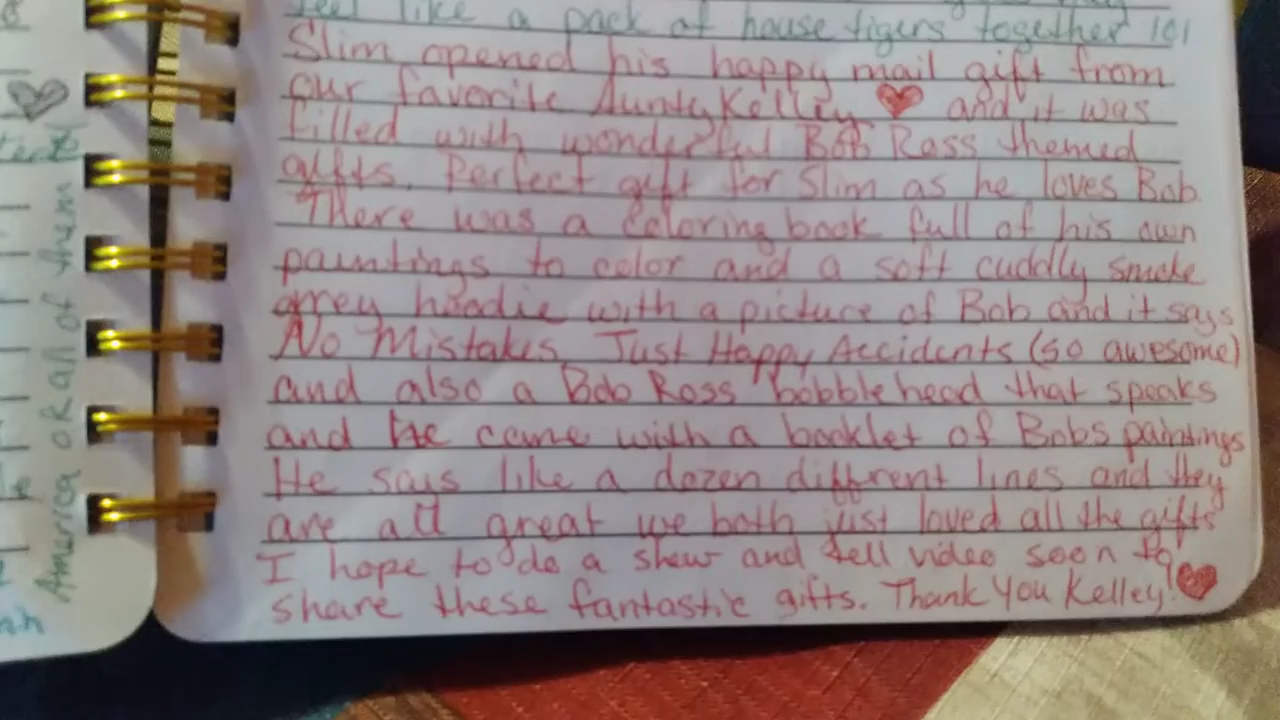 feel like a pack of house tigers together lol
Slim opened his happy mail gift from
our favorite Aunty Kelley ♥ and it was
filled with wonderful Bob Ross themed
gifts. Perfect gift for Slim as he loves Bob.
There was a coloring book full of his own
paintings to color and a soft cuddly smoke
grey hoodie with a picture of Bob and it says
No Mistakes Just Happy Accidents (so awesome)
and also a Bob Ross bobblehead that speaks
and he came with a booklet of Bobs paintings
He says like a dozen different lines and they
are all great we both just loved all the gifts
I hope to do a show and tell video soon to
share these fantastic gifts. Thank You Kelley! ♥
America OR all of them